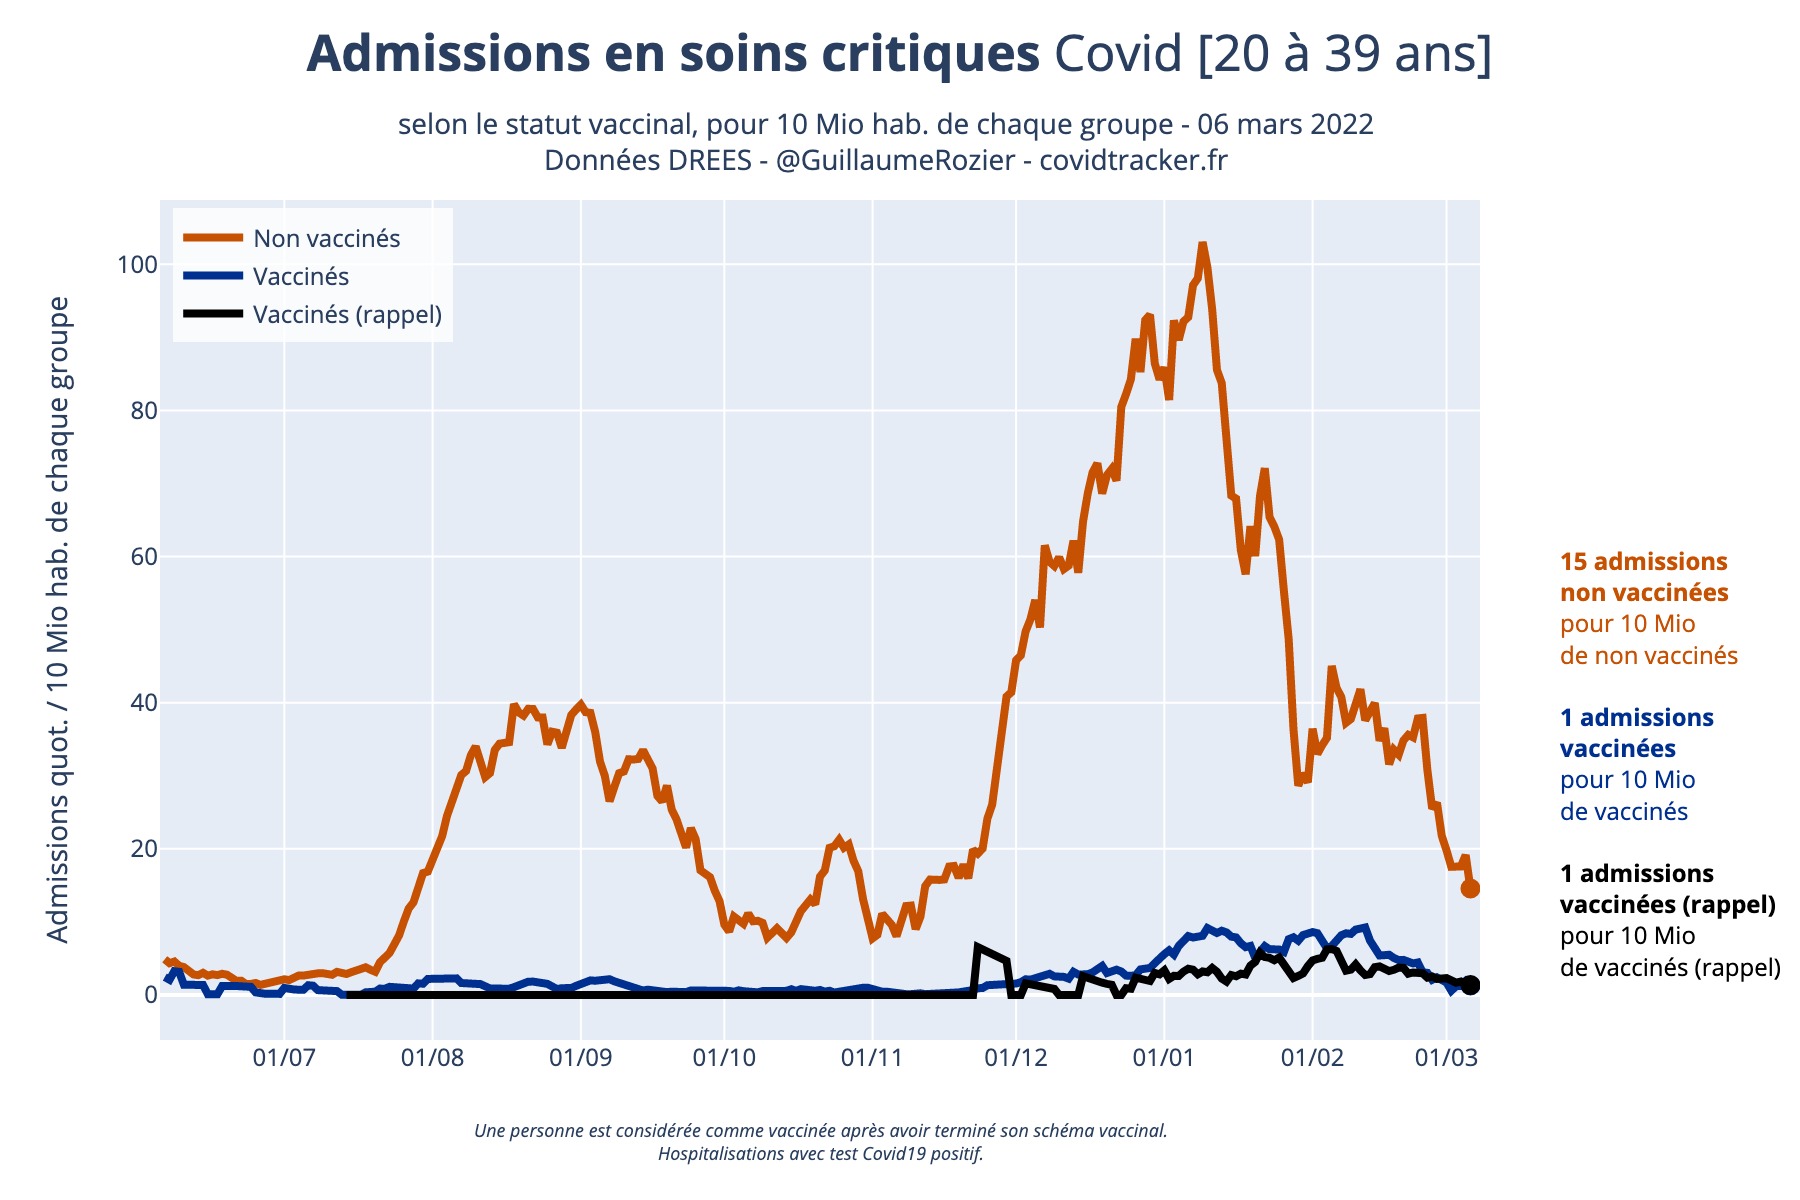 Admissions en soins critiques Covid [20 à 39 ans]
selon le statut vaccinal, pour 10 Mio hab. de chaque groupe - 06 mars 2022
Données DREES - @GuillaumeRozier - covidtracker.fr
Admissions quot. / 10 Mio hab. de chaque groupe
Non vaccinés
Vaccinés
Vaccinés (rappel)
100
80
60
40
20
0
01/07
01/08
01/09
01/10
01/11
01/12
01/01
01/02
01/03
15 admissions
non vaccinées
pour 10 Mio
de non vaccinés
1 admissions
vaccinées
pour 10 Mio
de vaccinés
1 admissions
vaccinées (rappel)
pour 10 Mio
de vaccinés (rappel)
Une personne est considérée comme vaccinée après avoir terminé son schéma vaccinal.
Hospitalisations avec test Covid19 positif.